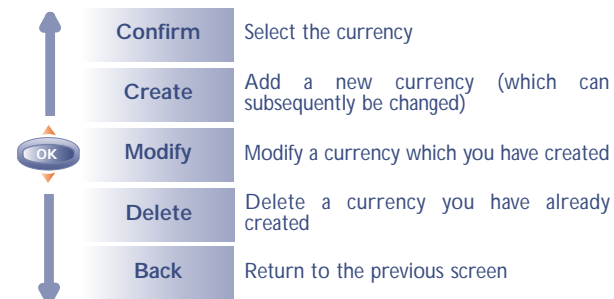 Confirm Select the currency
Create Add a new currency (which can
subsequently be changed)
OK Modify Modify a currency which you have created
Delete Delete a currency you have already
created
Back Return to the previous screen